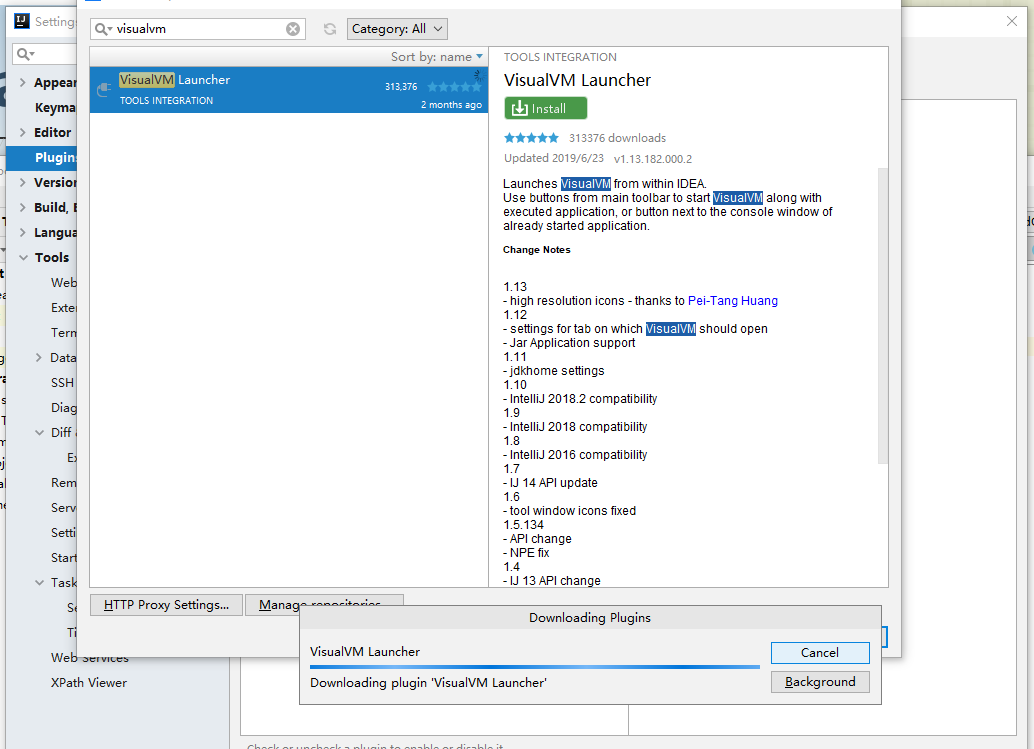 Settings
visualvm
Category: All
Sort by: name
VisualVM Launcher
313,376
TOOLS INTEGRATION
2 months ago
TOOLS INTEGRATION
VisualVM Launcher
Install
313376 downloads
Updated 2019/6/23 v1.13.182.000.2
Launches VisualVM from within IDEA.
Use buttons from main toolbar to start VisualVM along with
executed application, or button next to the console window of
already started application.
Change Notes
1.13
- high resolution icons - thanks to Pei-Tang Huang
1.12
- settings for tab on which VisualVM should open
- Jar Application support
1.11
- jdkhome settings
1.10
- IntelliJ 2018.2 compatibility
1.9
- IntelliJ 2018 compatibility
1.8
- IntelliJ 2016 compatibility
1.7
- IJ 14 API update
1.6
- tool window icons fixed
1.5.134
- API change
- NPE fix
1.4
- IJ 13 API change
Appear
Keyma
Editor
Plugins
Version
Build, E
Langua
Tools
Web
Exter
Term
Data
SSH
Diag
Diff
Ex
Rem
Serv
Setti
Start
Task
Se
Ti
Web Services
XPath Viewer
HTTP Proxy Settings...
Manage repositories...
Downloading Plugins
VisualVM Launcher
Cancel
Downloading plugin 'VisualVM Launcher'
Background
Check or uncheck a plugin to enable or disable it.